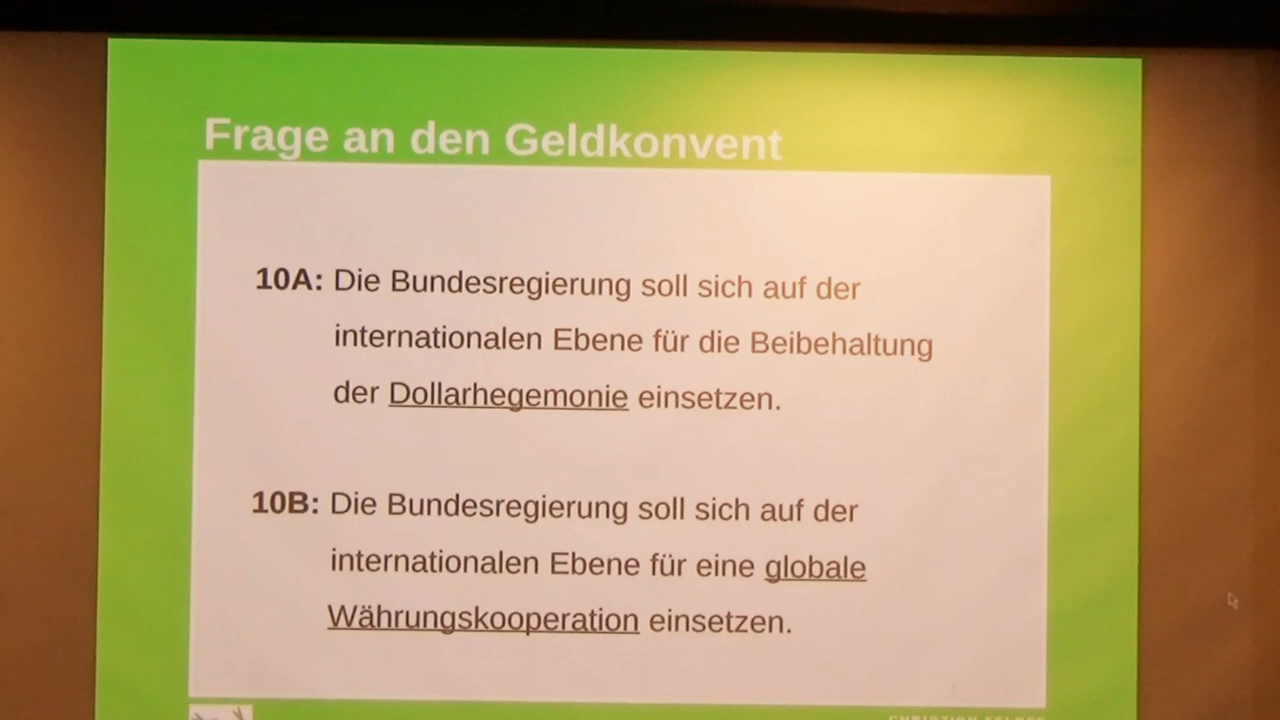 Frage an den Geldkonvent
10A: Die Bundesregierung soll sich auf der
internationalen Ebene für die Beibehaltung
der Dollarhegemonie einsetzen.
10B: Die Bundesregierung soll sich auf der
internationalen Ebene für eine globale
Währungskooperation einsetzen.